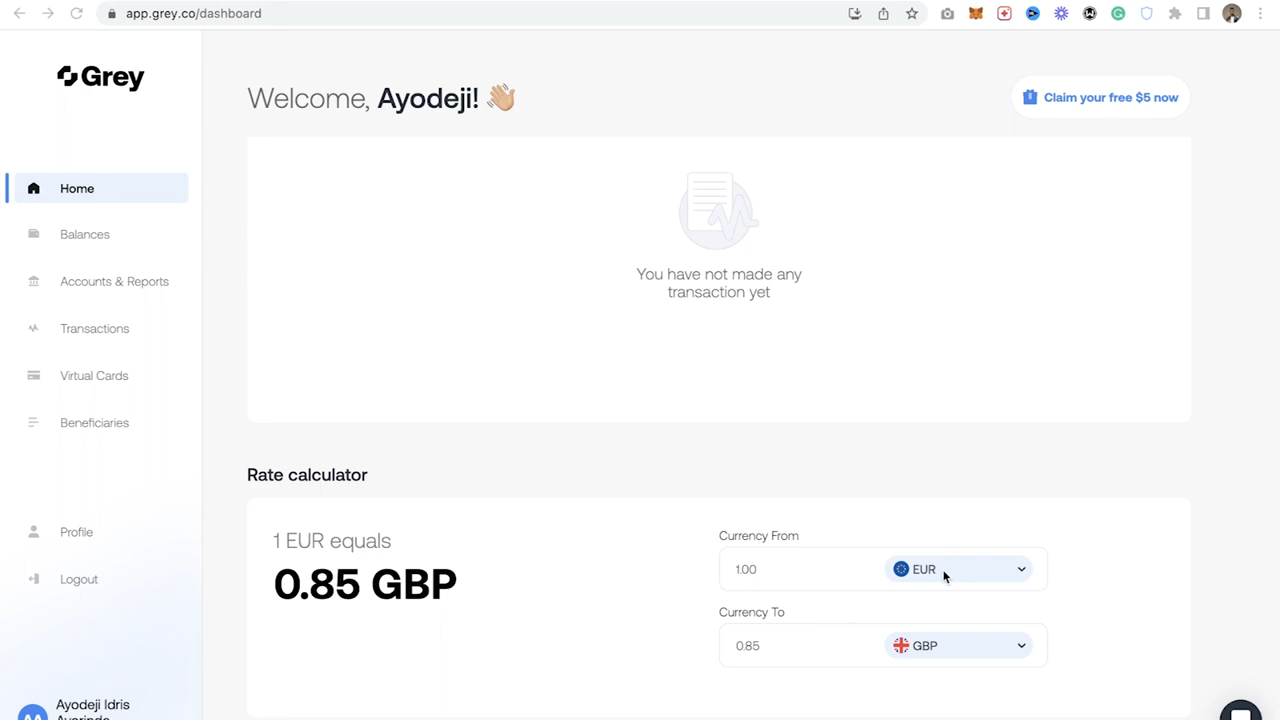 app.grey.co/dashboard
Grey
Welcome, Ayodeji! 👋🏼
Claim your free $5 now
Home
Balances
Accounts & Reports
Transactions
Virtual Cards
Beneficiaries
Profile
Logout
You have not made any
transaction yet
Rate calculator
1 EUR equals
0.85 GBP
Currency From
1.00 EUR
Currency To
0.85 GBP
Ayodeji Idris